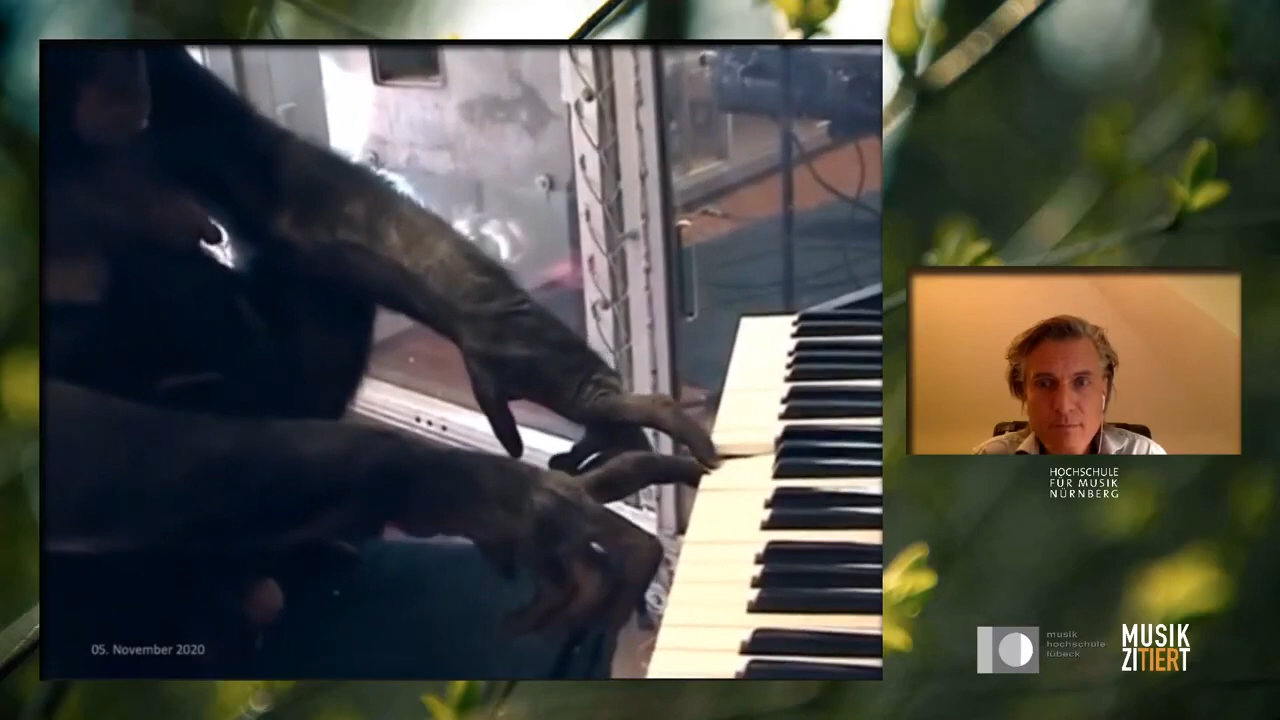 05. November 2020
HOCHSCHULE
FÜR MUSIK
NÜRNBERG
musik
hochschule
lübeck
MUSIK
ZITIERT